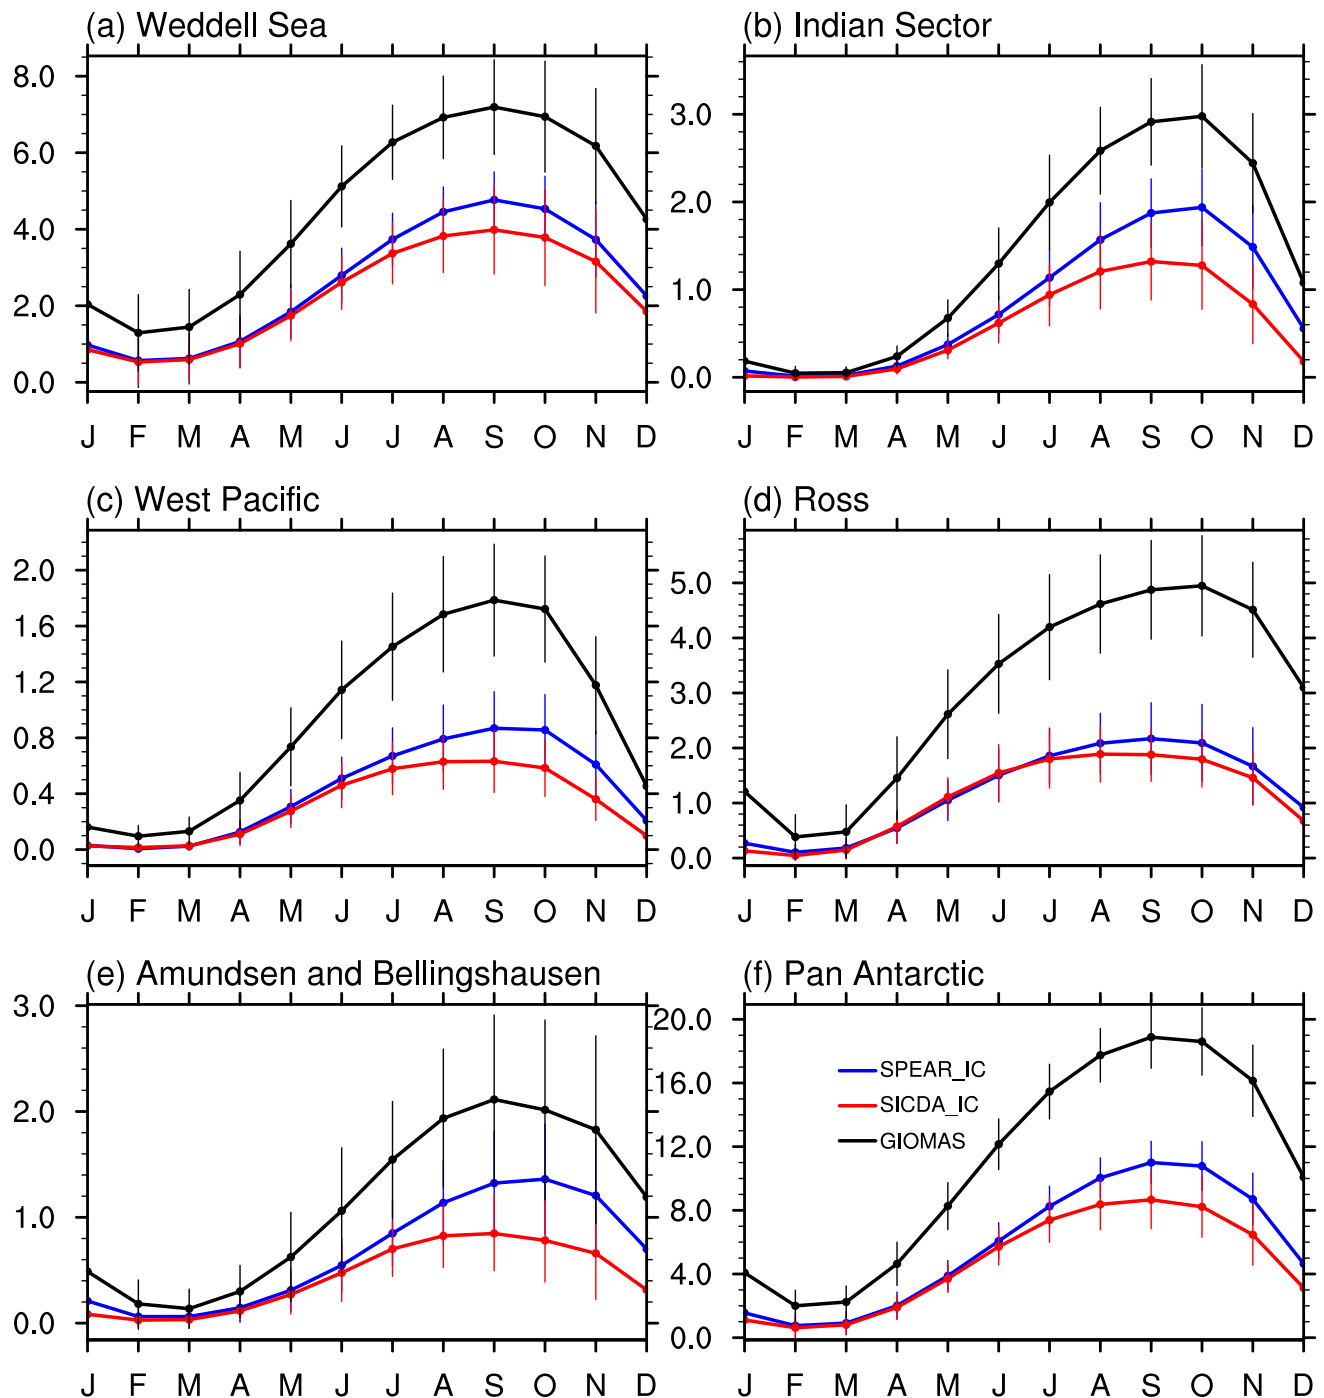 (a) Weddell Sea
8.0
6.0
4.0
2.0
0.0
J F M A M J J A S O N D
(b) Indian Sector
3.0
2.0
1.0
0.0
J F M A M J J A S O N D
(c) West Pacific
2.0
1.6
1.2
0.8
0.4
0.0
J F M A M J J A S O N D
(d) Ross
5.0
4.0
3.0
2.0
1.0
0.0
J F M A M J J A S O N D
(e) Amundsen and Bellingshausen
3.0
2.0
1.0
0.0
J F M A M J J A S O N D
(f) Pan Antarctic
20.0
16.0
12.0
8.0
4.0
0.0
SPEAR_IC
SICDA_IC
GIOMAS
J F M A M J J A S O N D